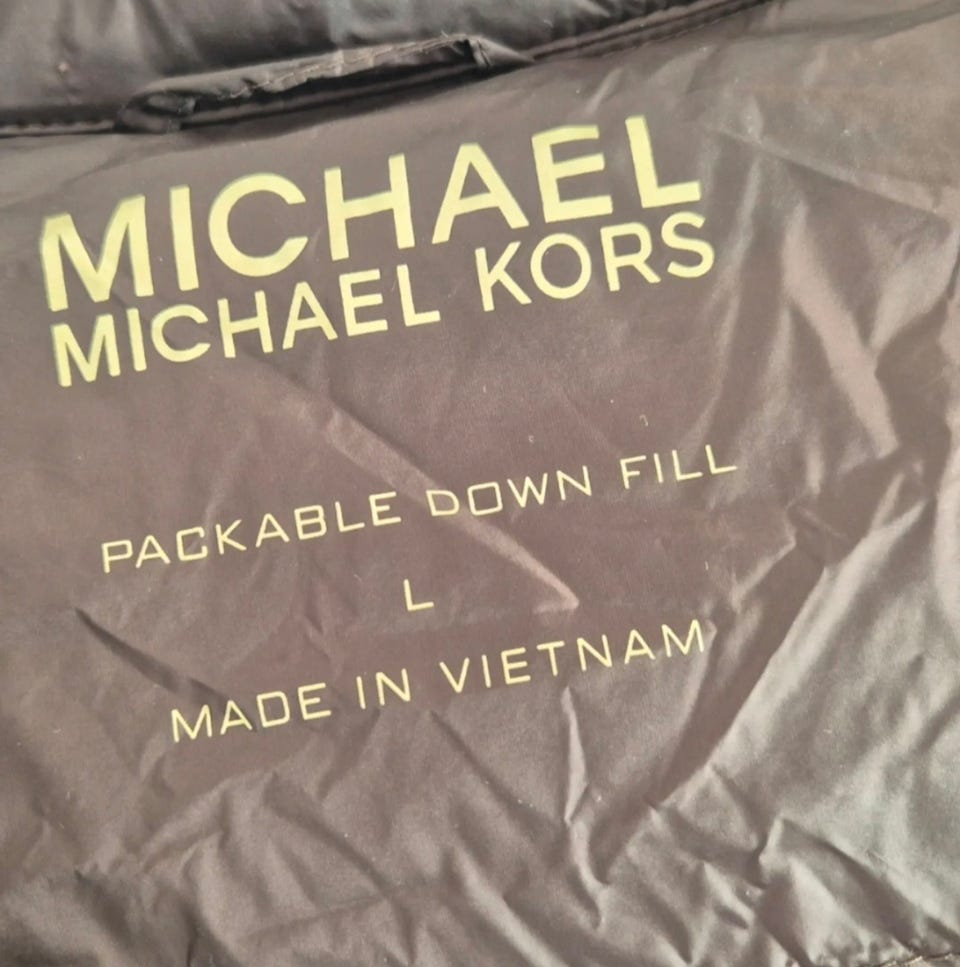 MICHAEL
MICHAEL KORS
PACKABLE DOWN FILL
L
MADE IN VIETNAM